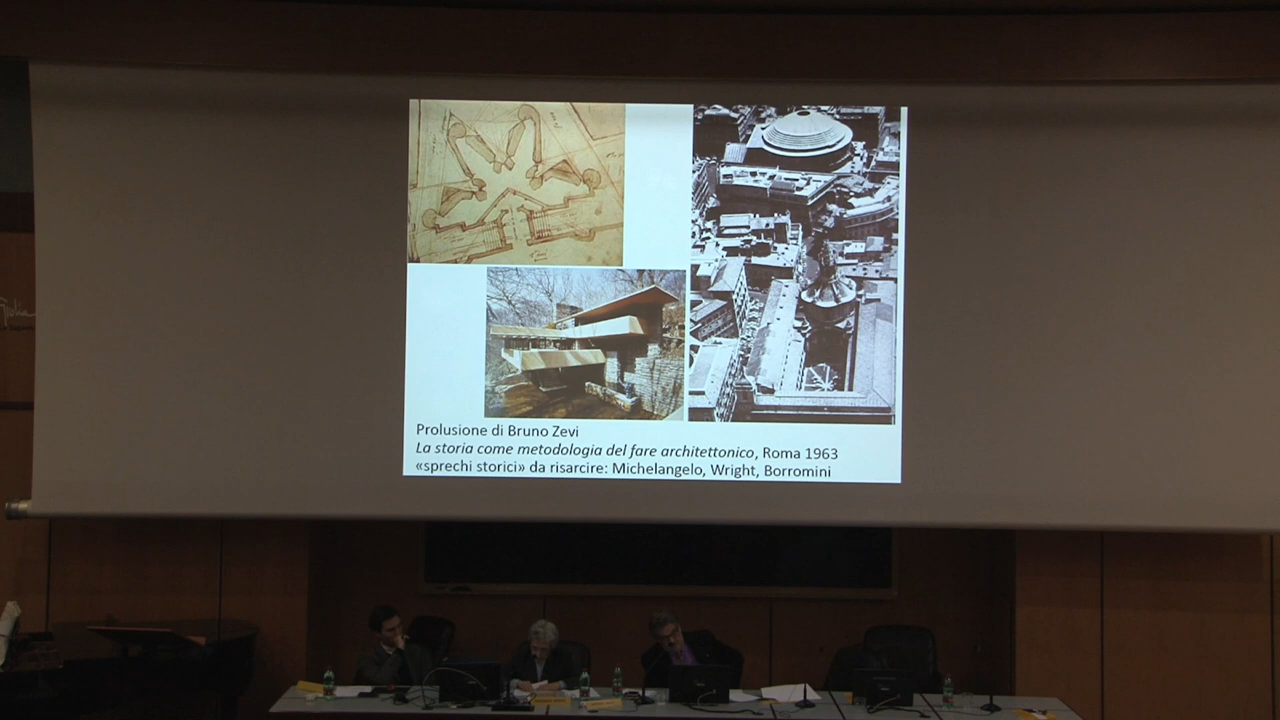 Prolusione di Bruno Zevi
La storia come metodologia del fare architettonico, Roma 1963
«sprechi storici» da risarcire: Michelangelo, Wright, Borromini